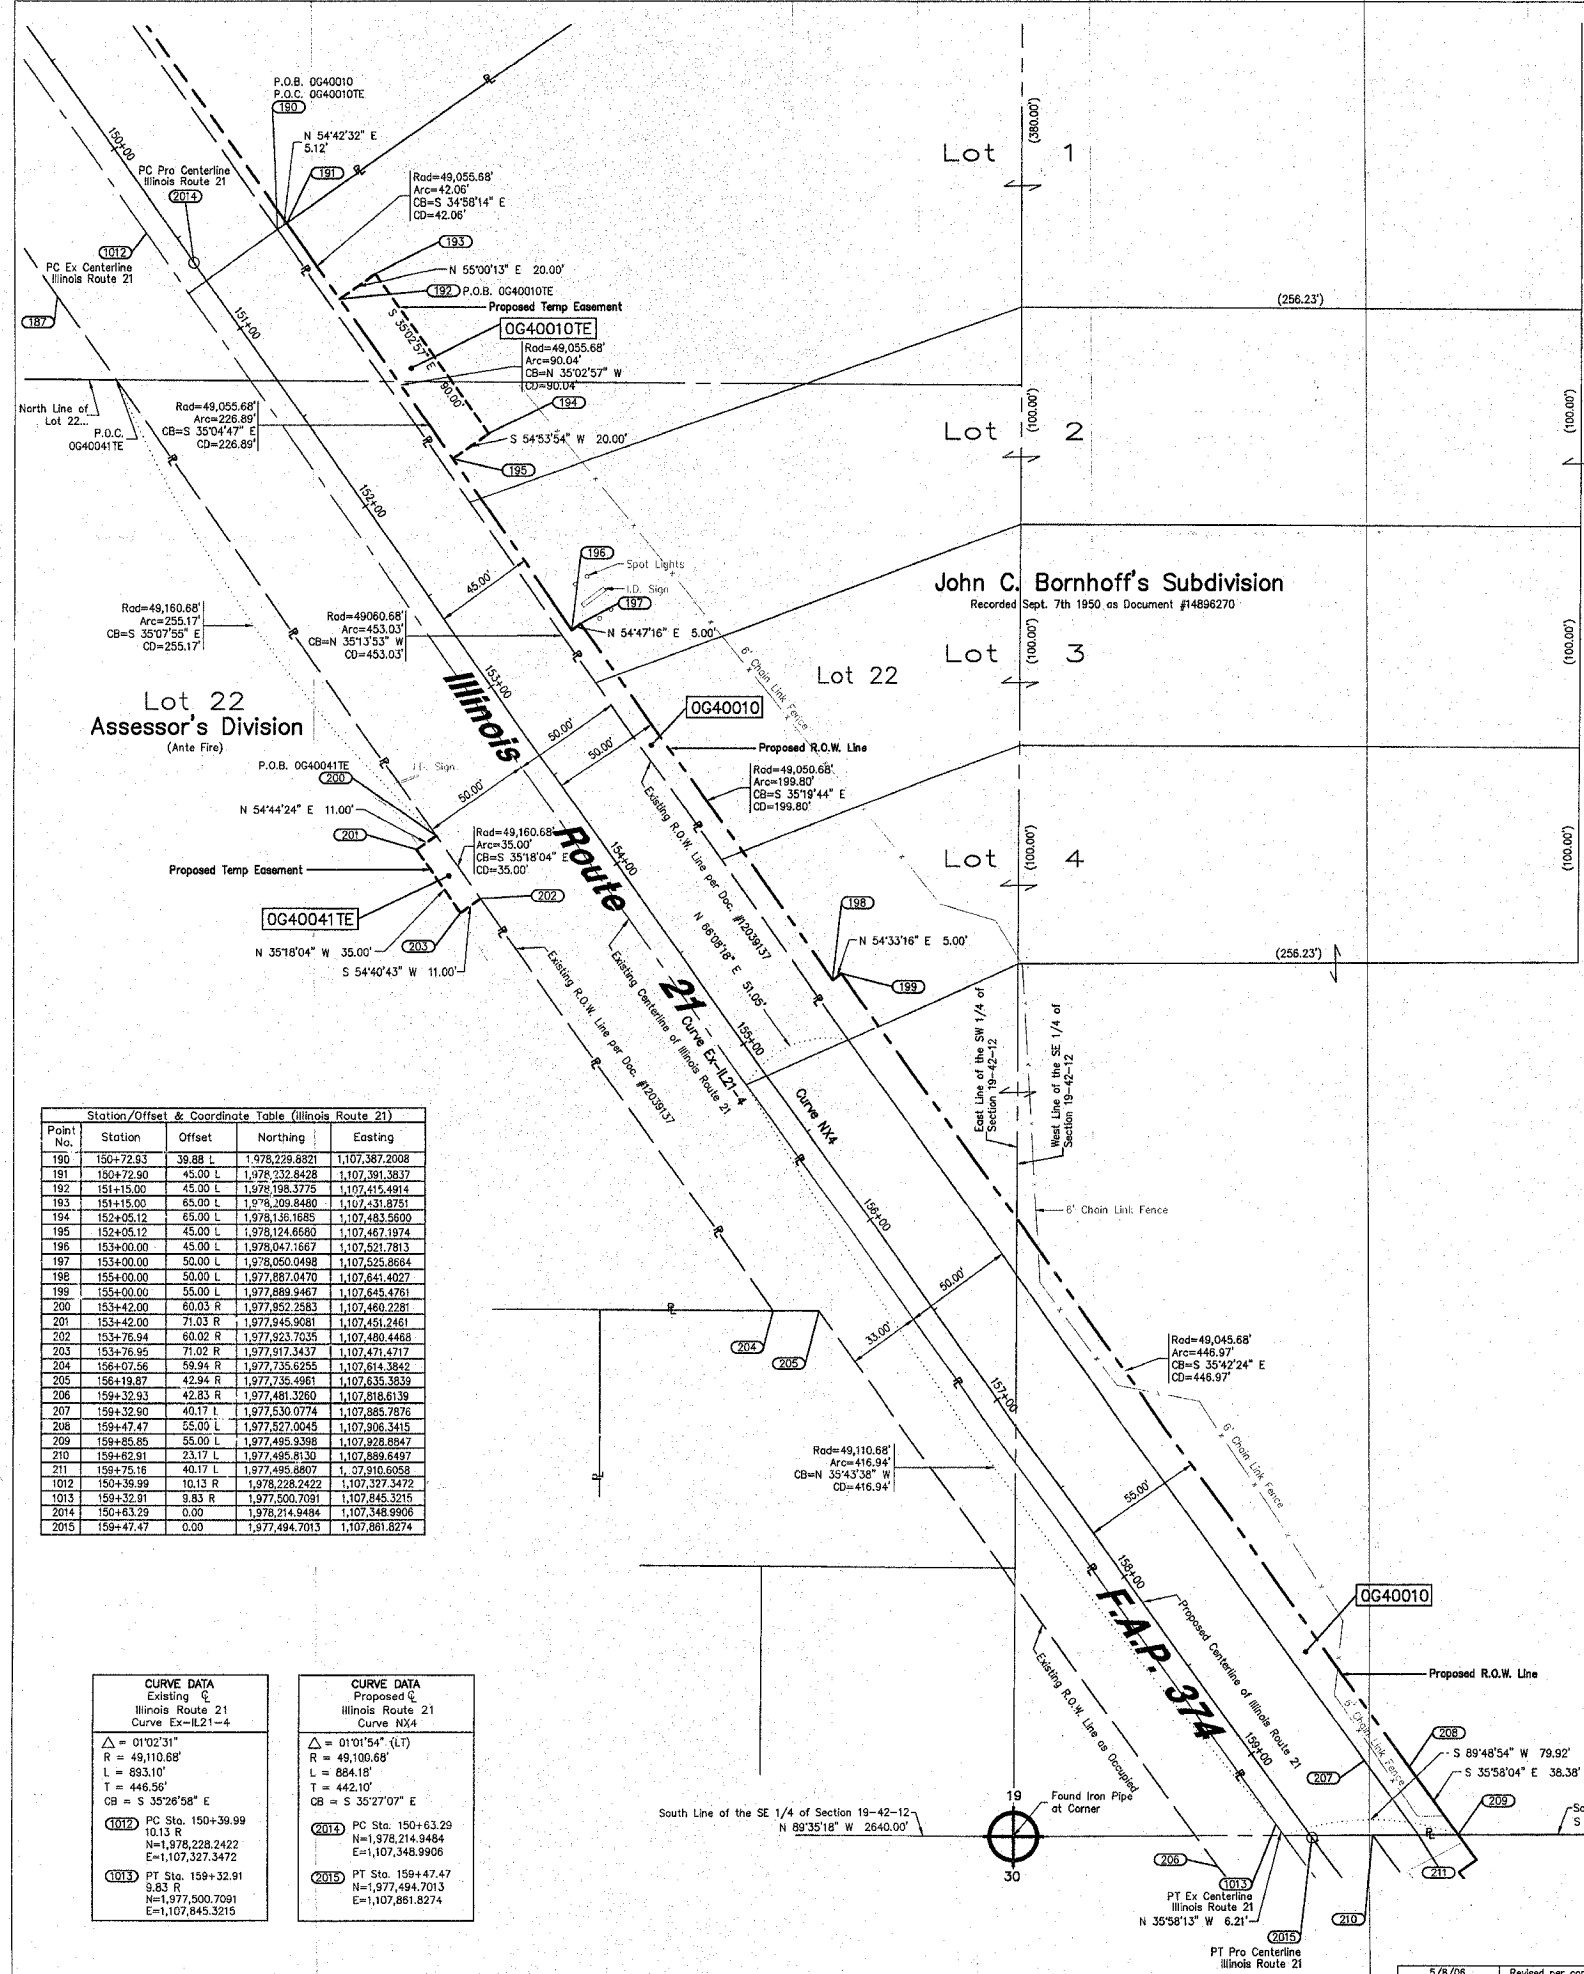 P.O.B. 0G40010
P.O.C. 0G40010TE
190
N 54°42'32" E
5.12'
191
150+00
PC Pro Centerline
Illinois Route 21
2014
Rad=49,055.68'
Arc=42.06'
CB=S 34°58'14" E
CD=42.06'
1012
PC Ex Centerline
Illinois Route 21
187
193
N 55°00'13" E 20.00'
192 P.O.B. 0G40010TE
Proposed Temp Easement
S 35°02'57" E 90.00'
0G40010TE
Rad=49,055.68'
Arc=90.04'
CB=N 35°02'57" W
CD=90.04'
151+00
North Line of
Lot 22
P.O.C.
0G40041TE
Rad=49,055.68'
Arc=226.89'
CB=S 35°04'47" E
CD=226.89'
194
S 54°53'54" W 20.00'
195
152+00
Lot 1
(380.00')
(256.23')
Lot 2
(100.00')
(100.00')
196
Spot Lights
I.D. Sign
197
N 54°47'16" E 5.00'
45.00'
John C. Bornhoff's Subdivision
Recorded Sept. 7th 1950 as Document #14896270
Rad=49,160.68'
Arc=255.17'
CB=S 35°07'55" E
CD=255.17'
Rad=49060.68'
Arc=453.03'
CB=N 35°13'53" W
CD=453.03'
Lot 3
(100.00')
(100.00')
6' Chain Link Fence
Lot 22
153+00
Lot 22
Assessor's Division
(Ante Fire)
Illinois Route 21
50.00'
50.00'
50.00'
0G40010
Proposed R.O.W. Line
P.O.B. 0G40041TE
200
I.D. Sign
N 54°44'24" E 11.00'
201
Rad=49,050.68'
Arc=199.80'
CB=S 35°19'44" E
CD=199.80'
Existing R.O.W. Line per Doc. #12039137
Rad=49,160.68'
Arc=35.00'
CB=S 35°18'04" E
CD=35.00'
154+00
Proposed Temp Easement
0G40041TE
202
203
N 35°18'04" W 35.00'
S 54°40'43" W 11.00'
Lot 4
(100.00')
(100.00')
198
N 54°33'16" E 5.00'
199
(256.23')
N 66°08'18" E 51.05'
Existing R.O.W. Line per Doc. #12039137
Existing Centerline of Illinois Route 21
Curve Ex-IL21-4
155+00
Curve NX4
East Line of the SW 1/4 of
Section 19-42-12
West Line of the SE 1/4 of
Section 19-42-12
Station/Offset & Coordinate Table (Illinois Route 21)
Point No. Station Offset Northing Easting
190 150+72.93 39.88 L 1,978,229.8821 1,107,387.2008
191 150+72.90 45.00 L 1,978,232.8428 1,107,391.3837
192 151+15.00 45.00 L 1,978,198.3775 1,107,415.4914
193 151+15.00 65.00 L 1,978,209.8480 1,107,431.8751
194 152+05.12 65.00 L 1,978,136.1685 1,107,483.5600
195 152+05.12 45.00 L 1,978,124.6680 1,107,467.1974
196 153+00.00 45.00 L 1,978,047.1667 1,107,521.7813
197 153+00.00 50.00 L 1,978,050.0498 1,107,525.8664
198 155+00.00 50.00 L 1,977,887.0470 1,107,641.4027
199 155+00.00 55.00 L 1,977,889.9467 1,107,645.4761
200 153+42.00 60.03 R 1,977,952.2583 1,107,460.2281
201 153+42.00 71.03 R 1,977,945.9081 1,107,451.2461
202 153+76.94 60.02 R 1,977,923.7035 1,107,480.4468
203 153+76.95 71.02 R 1,977,917.3437 1,107,471.4717
204 156+07.56 59.94 R 1,977,735.6255 1,107,614.3842
205 156+19.87 42.94 R 1,977,735.4961 1,107,635.3839
206 159+32.93 42.83 R 1,977,481.3260 1,107,818.6139
207 159+32.90 40.17 L 1,977,530.0774 1,107,885.7876
208 159+47.47 55.00 L 1,977,527.0045 1,107,906.3415
209 159+85.85 55.00 L 1,977,495.9398 1,107,928.8847
210 159+62.91 23.17 L 1,977,495.8130 1,107,889.6497
211 159+75.16 40.17 L 1,977,495.8807 1,107,910.6058
1012 150+39.99 10.13 R 1,978,228.2422 1,107,327.3472
1013 159+32.91 9.83 R 1,977,500.7091 1,107,845.3215
2014 150+63.29 0.00 1,978,214.9484 1,107,348.9906
2015 159+47.47 0.00 1,977,494.7013 1,107,861.8274
156+00
6' Chain Link Fence
50.00'
33.00'
204
205
157+00
Rad=49,045.68'
Arc=446.97'
CB=S 35°42'24" E
CD=446.97'
6' Chain Link Fence
Rad=49,110.68'
Arc=416.94'
CB=N 35°43'38" W
CD=416.94'
55.00'
158+00
F.A.P. 374
0G40010
Proposed Centerline of Illinois Route 21
Existing R.O.W. Line as Occupied
Proposed R.O.W. Line
6' Chain Link Fence
159+00
208
S 89°48'54" W 79.92'
S 35°58'04" E 38.38'
207
209
CURVE DATA
Existing ℄
Illinois Route 21
Curve Ex-IL21-4
△ = 01°02'31"
R = 49,110.68'
L = 893.10'
T = 446.56'
CB = S 35°26'58" E
1012 PC Sta. 150+39.99
10.13 R
N=1,978,228.2422
E=1,107,327.3472
1013 PT Sta. 159+32.91
9.83 R
N=1,977,500.7091
E=1,107,845.3215
CURVE DATA
Proposed ℄
Illinois Route 21
Curve NX4
△ = 01°01'54" (LT)
R = 49,100.68'
L = 884.18'
T = 442.10'
CB = S 35°27'07" E
2014 PC Sta. 150+63.29
N=1,978,214.9484
E=1,107,348.9906
2015 PT Sta. 159+47.47
N=1,977,494.7013
E=1,107,861.8274
South Line of the SE 1/4 of Section 19-42-12
N 89°35'18" W 2640.00'
19
30
Found Iron Pipe
at Corner
206
1013
PT Ex Centerline
Illinois Route 21
N 35°58'13" W 6.21'
2015
PT Pro Centerline
Illinois Route 21
210
211
S
5/8/06 Revised per